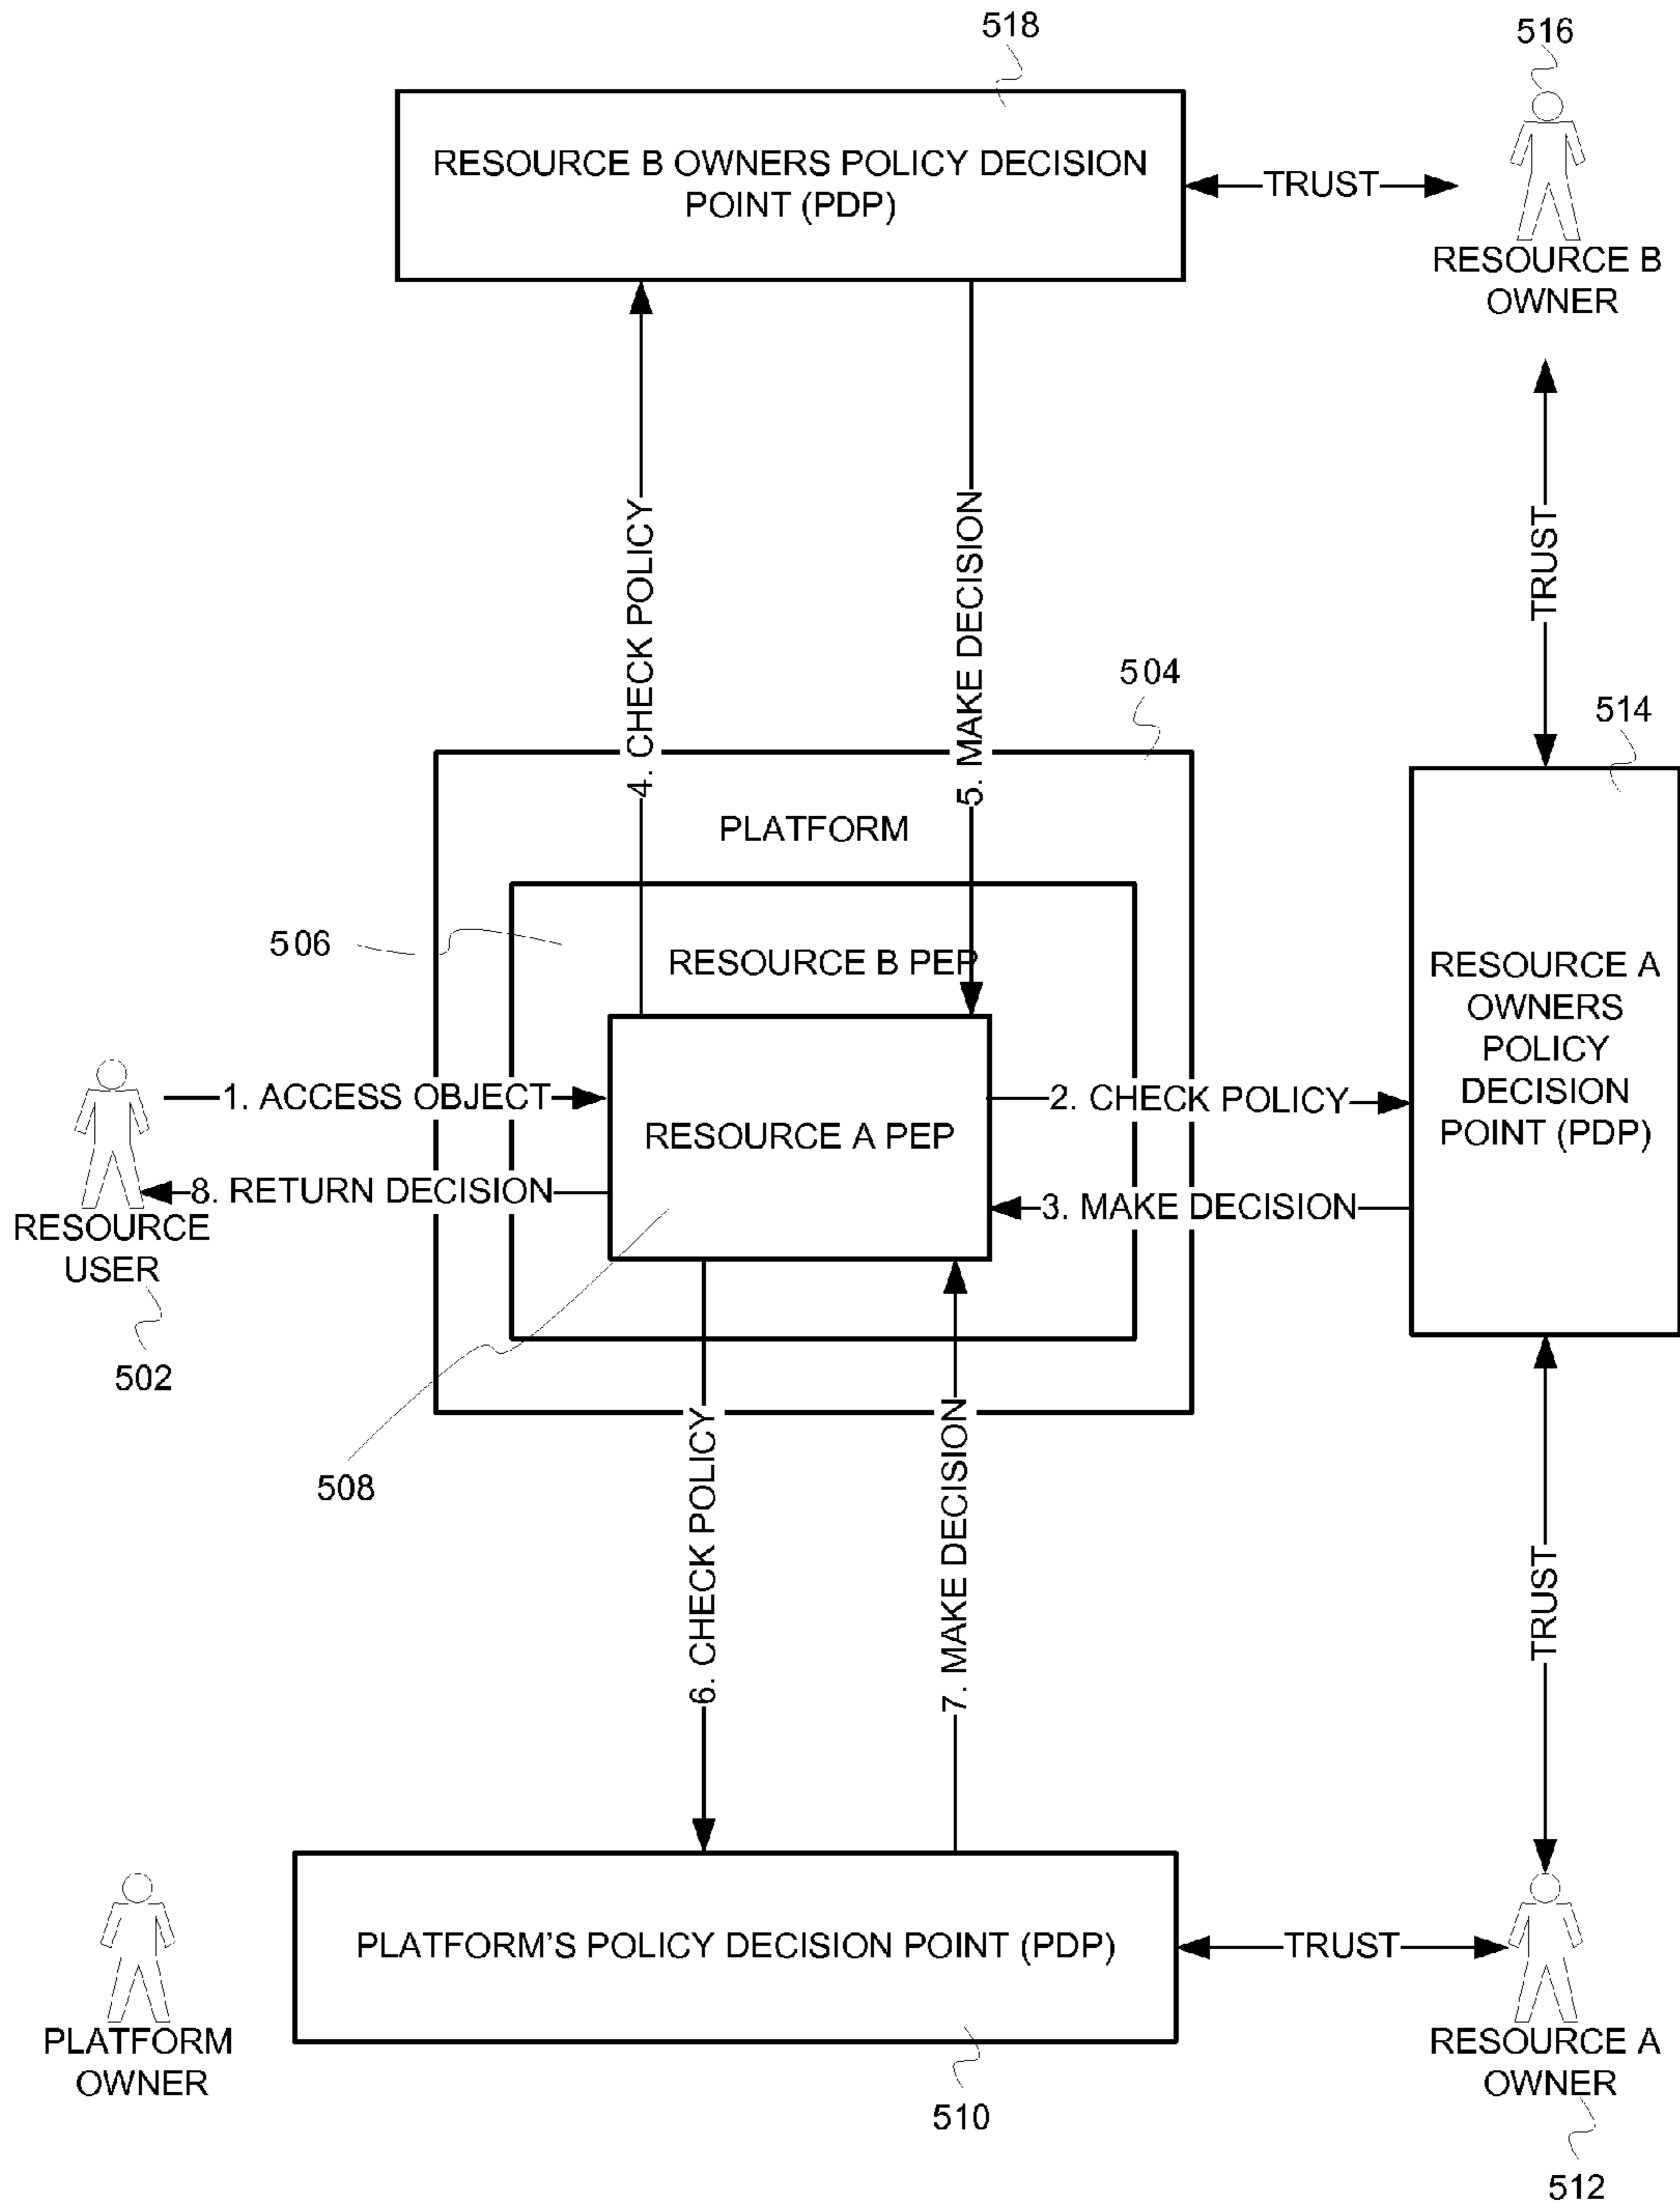 518
516
RESOURCE B OWNERS POLICY DECISION
POINT (PDP)
TRUST
RESOURCE B
OWNER
4. CHECK POLICY
5. MAKE DECISION
TRUST
504
514
PLATFORM
506
RESOURCE B PEP
RESOURCE A
OWNERS
POLICY
DECISION
POINT (PDP)
1. ACCESS OBJECT
2. CHECK POLICY
RESOURCE A PEP
8. RETURN DECISION
3. MAKE DECISION
RESOURCE
USER
502
508
6. CHECK POLICY
7. MAKE DECISION
TRUST
PLATFORM'S POLICY DECISION POINT (PDP)
TRUST
PLATFORM
OWNER
RESOURCE A
OWNER
510
512